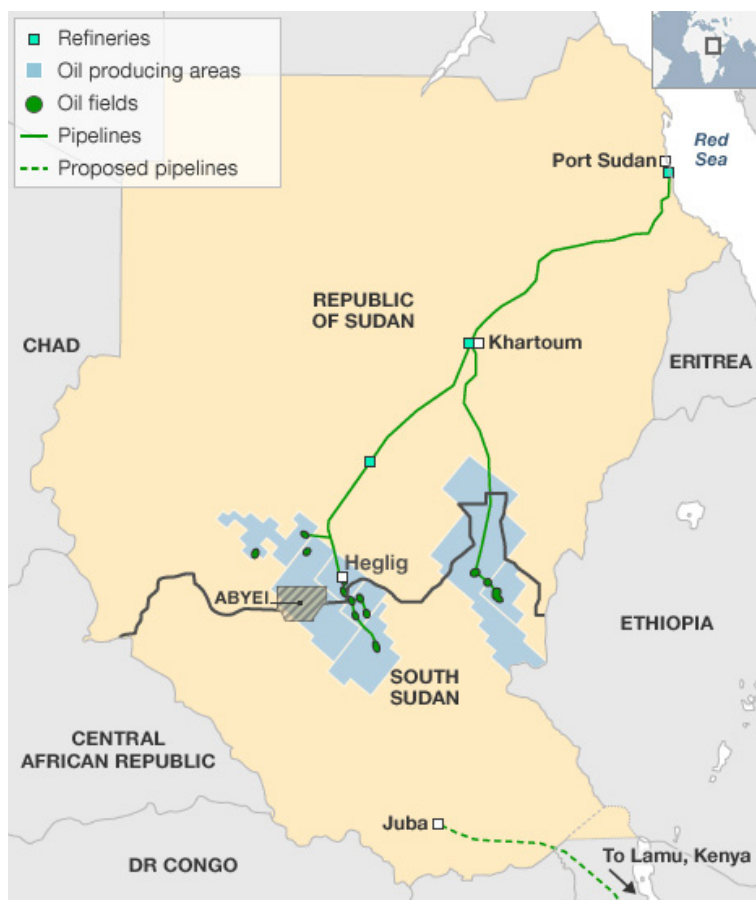 Refineries
Oil producing areas
Oil fields
Pipelines
Proposed pipelines
Port Sudan
Red
Sea
REPUBLIC
OF SUDAN
CHAD
Khartoum
ERITREA
Heglig
ABYEI
ETHIOPIA
SOUTH
SUDAN
CENTRAL
AFRICAN REPUBLIC
Juba
To Lamu, Kenya
DR CONGO